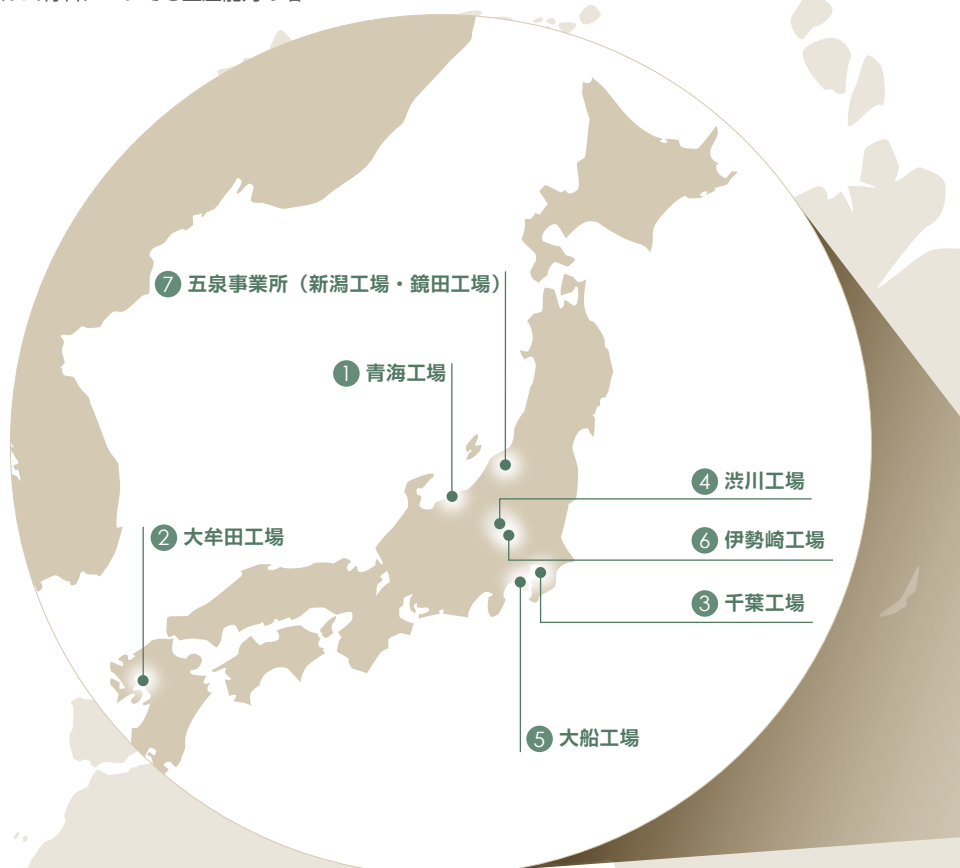 7 五泉事業所（新潟工場・鏡田工場）
1 青海工場
4 渋川工場
2 大牟田工場
6 伊勢崎工場
3 千葉工場
5 大船工場